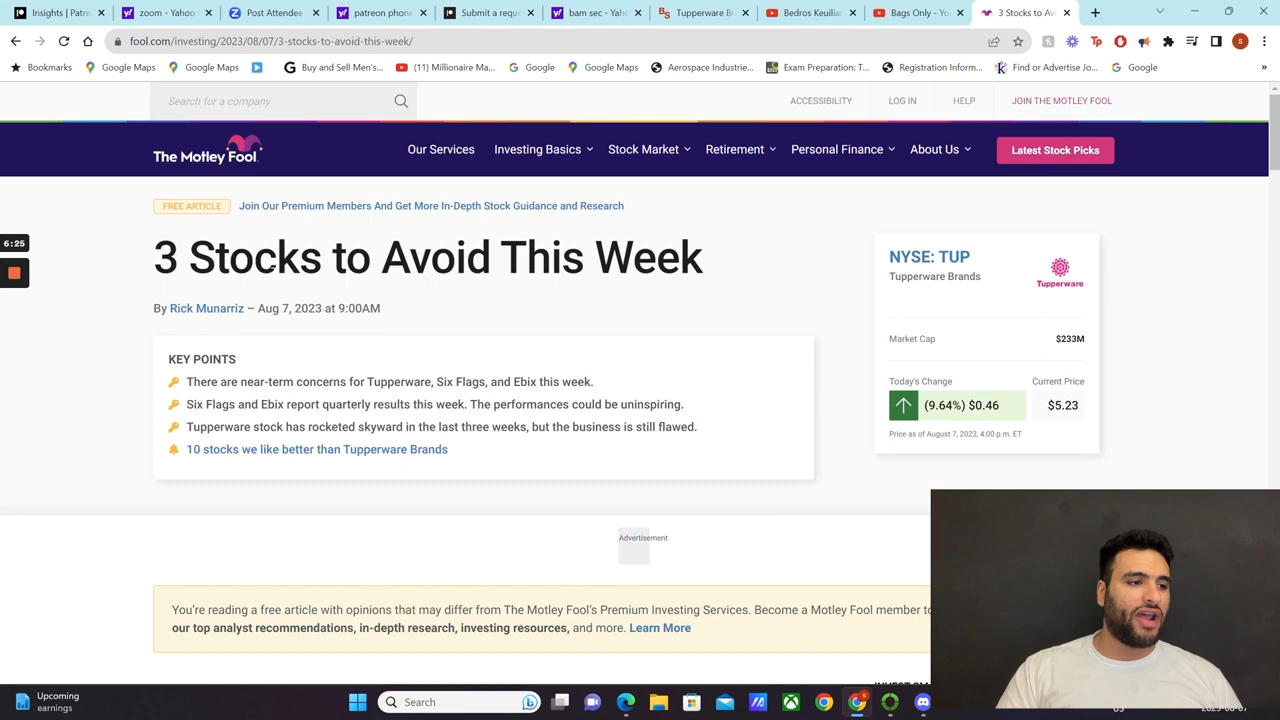 Insights | Patre
zoom - Yahoo
Post Attendee
patreon phone
Submit a reque
bam sec - Yaho
Tupperware Br
Bedros Keuilian
Bags Only - Yo
3 Stocks to Avo
fool.com/investing/2023/08/07/3-stocks-to-avoid-this-week/
Bookmarks
Google Maps
Google Maps
Buy and Sell Men's...
(11) Millionaire Ma...
Google
Google Maps
Aerospace Industrie...
Exam Preparation: T...
Registration Inform...
Find or Advertise Jo...
Google
Search for a company
ACCESSIBILITY
LOG IN
HELP
JOIN THE MOTLEY FOOL
The Motley Fool.
Our Services
Investing Basics
Stock Market
Retirement
Personal Finance
About Us
Latest Stock Picks
FREE ARTICLE
Join Our Premium Members And Get More In-Depth Stock Guidance and Research
6:25
3 Stocks to Avoid This Week
By Rick Munarriz – Aug 7, 2023 at 9:00AM
KEY POINTS
There are near-term concerns for Tupperware, Six Flags, and Ebix this week.
Six Flags and Ebix report quarterly results this week. The performances could be uninspiring.
Tupperware stock has rocketed skyward in the last three weeks, but the business is still flawed.
10 stocks we like better than Tupperware Brands
NYSE: TUP
Tupperware Brands
Tupperware
Market Cap
$233M
Today's Change
Current Price
(9.64%) $0.46
$5.23
Price as of August 7, 2023, 4:00 p.m. ET
Advertisement
You're reading a free article with opinions that may differ from The Motley Fool's Premium Investing Services. Become a Motley Fool member to
our top analyst recommendations, in-depth research, investing resources, and more. Learn More
Upcoming
earnings
Search